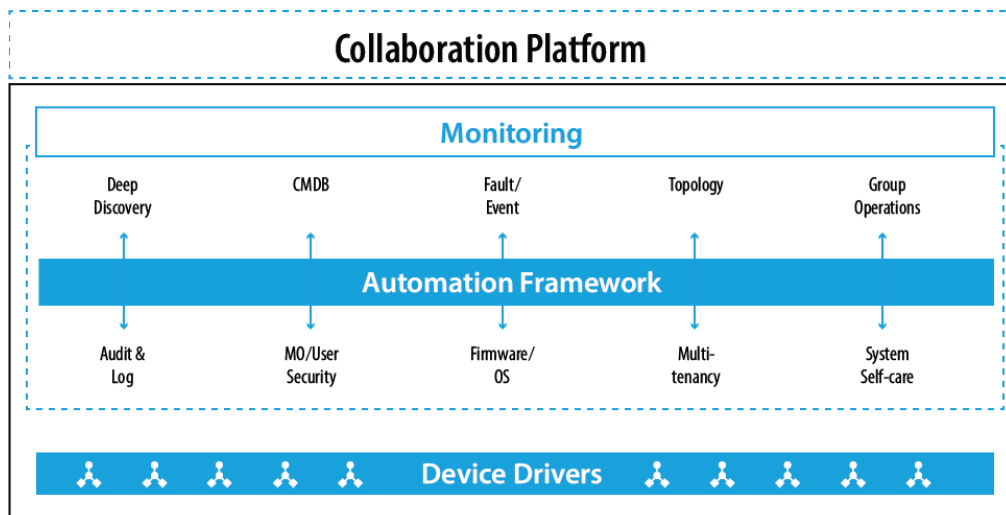 Collaboration Platform
Monitoring
Deep
Discovery
CMDB
Fault/
Event
Topology
Group
Operations
Automation Framework
Audit &
Log
MO/User
Security
Firmware/
OS
Multi-
tenancy
System
Self-care
Device Drivers